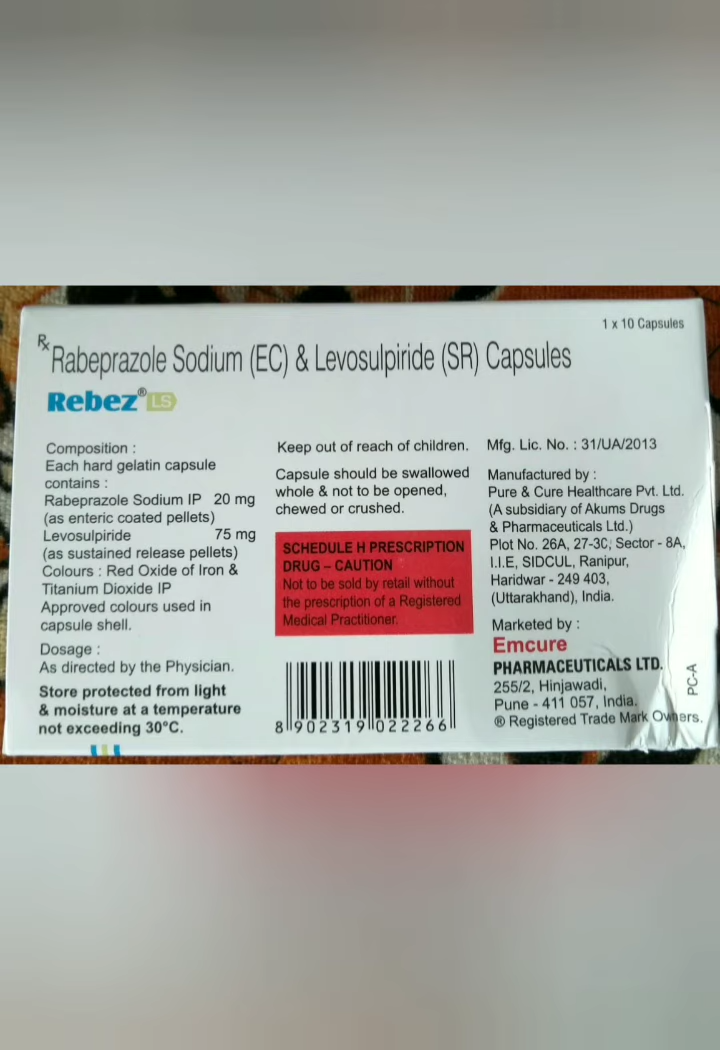 1 x 10 Capsules
Rx Rabeprazole Sodium (EC) & Levosulpiride (SR) Capsules
Rebez® LS
Composition :
Each hard gelatin capsule
contains :
Rabeprazole Sodium IP 20 mg
(as enteric coated pellets)
Levosulpiride 75 mg
(as sustained release pellets)
Colours : Red Oxide of Iron &
Titanium Dioxide IP
Approved colours used in
capsule shell.
Dosage :
As directed by the Physician.
Store protected from light
& moisture at a temperature
not exceeding 30°C.
Keep out of reach of children.
Capsule should be swallowed
whole & not to be opened,
chewed or crushed.
SCHEDULE H PRESCRIPTION
DRUG – CAUTION
Not to be sold by retail without
the prescription of a Registered
Medical Practitioner.
8 902319 022266
Mfg. Lic. No. : 31/UA/2013
Manufactured by :
Pure & Cure Healthcare Pvt. Ltd.
(A subsidiary of Akums Drugs
& Pharmaceuticals Ltd.)
Plot No. 26A, 27-30, Sector - 8A,
I.I.E, SIDCUL, Ranipur,
Haridwar - 249 403,
(Uttarakhand), India.
Marketed by :
Emcure
PHARMACEUTICALS LTD.
255/2, Hinjawadi,
Pune - 411 057, India.
® Registered Trade Mark Owners.
PC-A